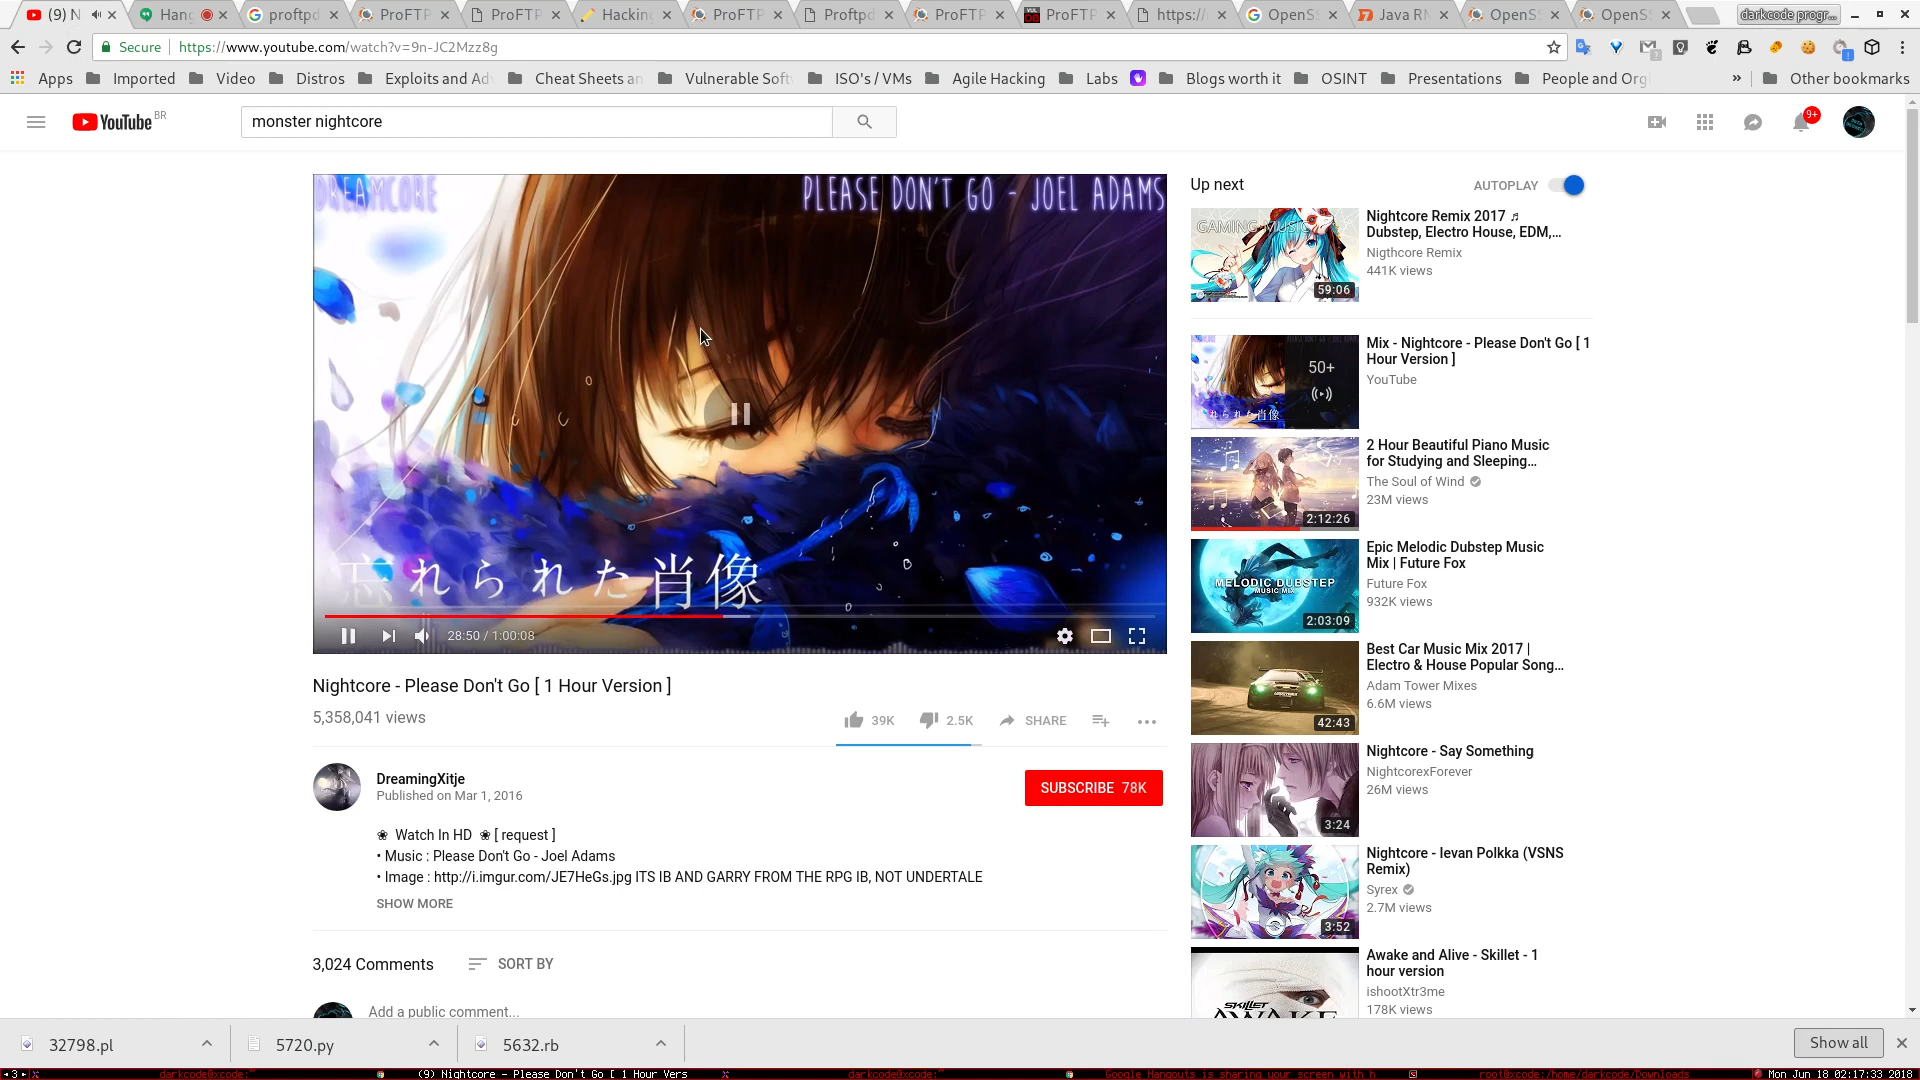 (9) N
Hang
proftpd
ProFTP
ProFTP
Hacking
ProFTP
Proftpd
ProFTP
ProFTP
https://
OpenS
Java RM
OpenS
OpenS
darkcode progr...
Secure
https://www.youtube.com/watch?v=9n-JC2Mzz8g
Apps
Imported
Video
Distros
Exploits and Ad
Cheat Sheets an
Vulnerable Soft
ISO's / VMs
Agile Hacking
Labs
Blogs worth it
OSINT
Presentations
People and Org
»
Other bookmarks
YouTube BR
monster nightcore
9+
DREAMCORE
PLEASE DON'T GO - JOEL ADAMS
忘れられた肖像
28:50 / 1:00:08
Nightcore - Please Don't Go [ 1 Hour Version ]
5,358,041 views
39K
2.5K
SHARE
DreamingXitje
Published on Mar 1, 2016
SUBSCRIBE 78K
❀ Watch In HD ❀ [ request ]
• Music : Please Don't Go - Joel Adams
• Image : http://i.imgur.com/JE7HeGs.jpg ITS IB AND GARRY FROM THE RPG IB, NOT UNDERTALE
SHOW MORE
3,024 Comments
SORT BY
Add a public comment...
Up next
AUTOPLAY
GAMING MUSIC
59:06
Nightcore Remix 2017 ♬
Dubstep, Electro House, EDM,...
Nigthcore Remix
441K views
50+
Mix - Nightcore - Please Don't Go [ 1
Hour Version ]
YouTube
2:12:26
2 Hour Beautiful Piano Music
for Studying and Sleeping...
The Soul of Wind
23M views
MELODIC DUBSTEP
MUSIC MIX
2:03:09
Epic Melodic Dubstep Music
Mix | Future Fox
Future Fox
932K views
42:43
Best Car Music Mix 2017 |
Electro & House Popular Song...
Adam Tower Mixes
6.6M views
3:24
Nightcore - Say Something
NightcorexForever
26M views
3:52
Nightcore - Ievan Polkka (VSNS
Remix)
Syrex
2.7M views
SKILLET
AWAKE
Awake and Alive - Skillet - 1
hour version
ishootXtr3me
178K views
32798.pl
5720.py
5632.rb
Show all
3
darkcode@xcode:~
(9) Nightcore - Please Don't Go [ 1 Hour Vers
darkcode@xcode:~
Google Hangouts is sharing your screen with h
root@xcode:/home/darkcode/Downloads
Mon Jun 18 02:17:33 2018